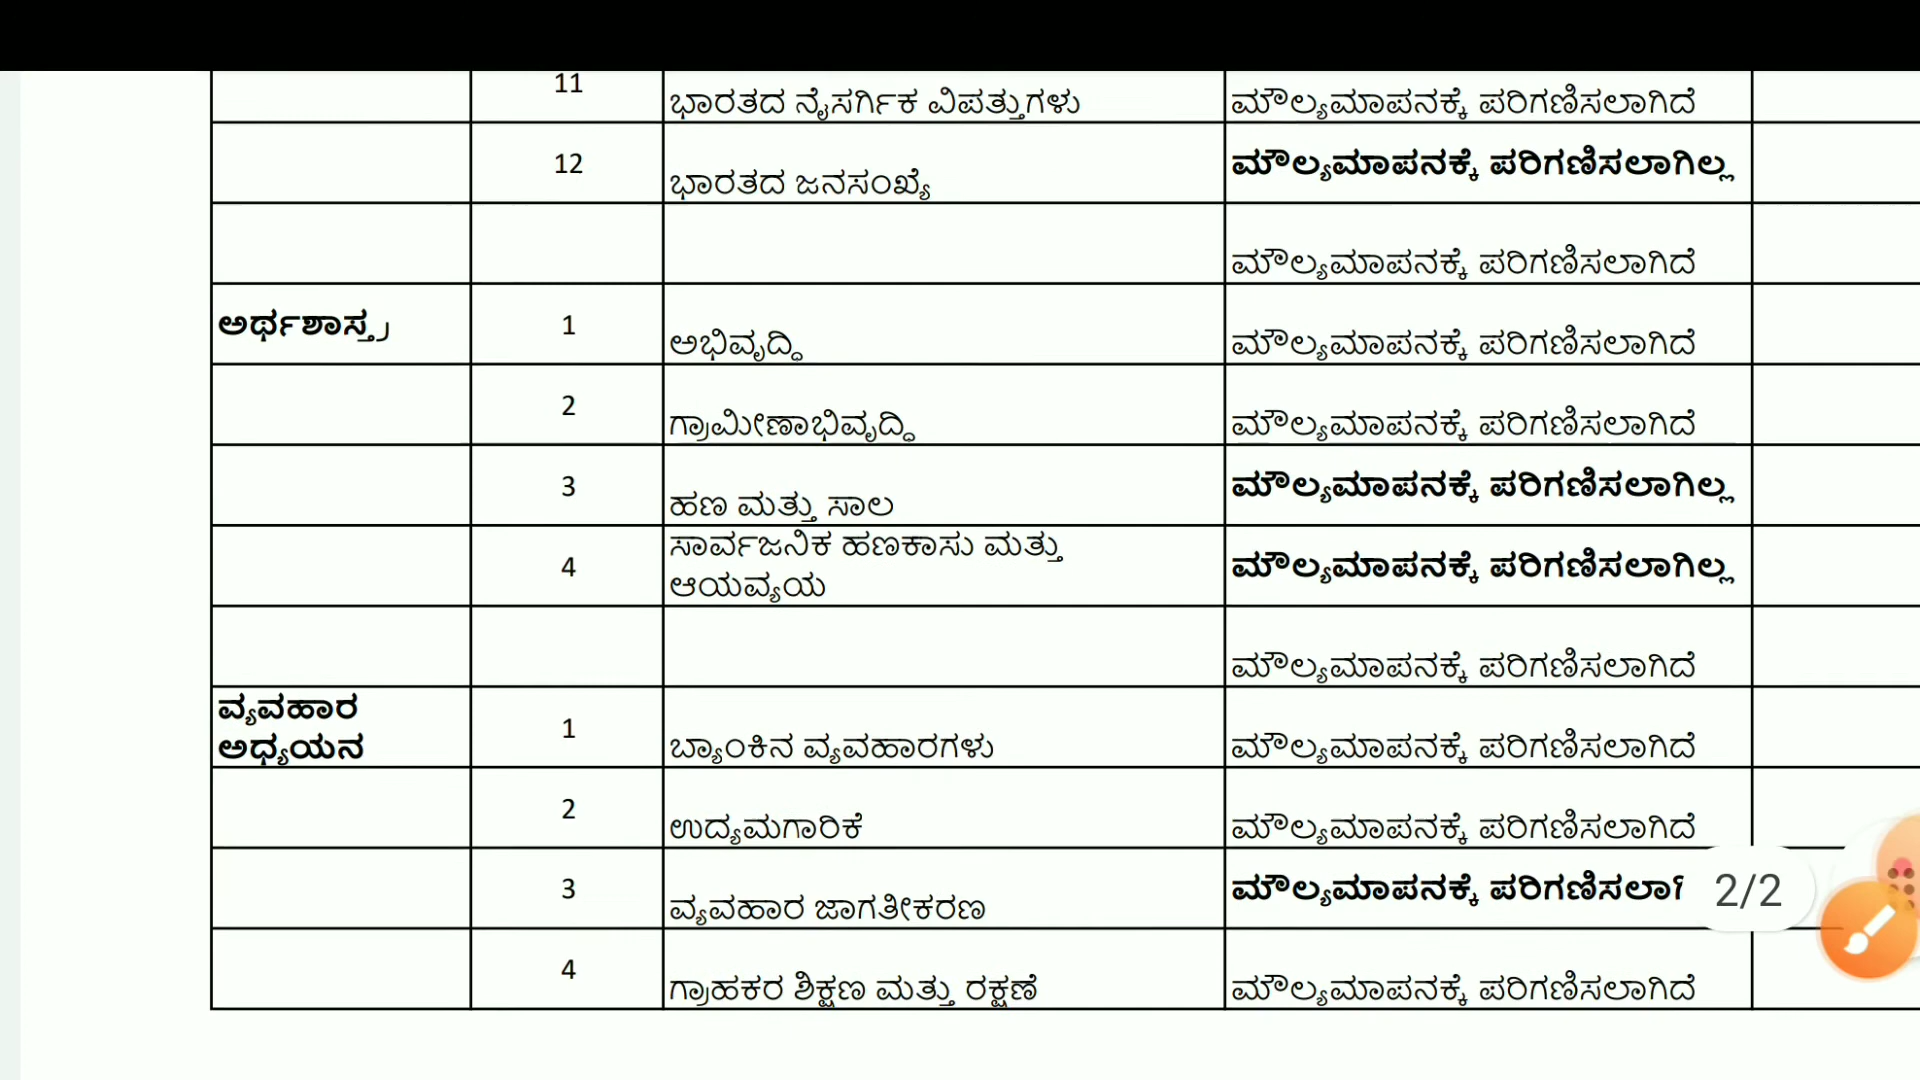 11
ಭಾರತದ ನೈಸರ್ಗಿಕ ವಿಪತ್ತುಗಳು ಮೌಲ್ಯಮಾಪನಕ್ಕೆ ಪರಿಗಣಿಸಲಾಗಿದೆ
12 ಭಾರತದ ಜನಸಂಖ್ಯೆ ಮೌಲ್ಯಮಾಪನಕ್ಕೆ ಪರಿಗಣಿಸಲಾಗಿಲ್ಲ
ಮೌಲ್ಯಮಾಪನಕ್ಕೆ ಪರಿಗಣಿಸಲಾಗಿದೆ
ಅರ್ಥಶಾಸ್ತ್ರ 1 ಅಭಿವೃದ್ಧಿ ಮೌಲ್ಯಮಾಪನಕ್ಕೆ ಪರಿಗಣಿಸಲಾಗಿದೆ
2 ಗ್ರಾಮೀಣಾಭಿವೃದ್ಧಿ ಮೌಲ್ಯಮಾಪನಕ್ಕೆ ಪರಿಗಣಿಸಲಾಗಿದೆ
3 ಹಣ ಮತ್ತು ಸಾಲ ಮೌಲ್ಯಮಾಪನಕ್ಕೆ ಪರಿಗಣಿಸಲಾಗಿಲ್ಲ
4 ಸಾರ್ವಜನಿಕ ಹಣಕಾಸು ಮತ್ತು
ಆಯವ್ಯಯ ಮೌಲ್ಯಮಾಪನಕ್ಕೆ ಪರಿಗಣಿಸಲಾಗಿಲ್ಲ
ಮೌಲ್ಯಮಾಪನಕ್ಕೆ ಪರಿಗಣಿಸಲಾಗಿದೆ
ವ್ಯವಹಾರ
ಅಧ್ಯಯನ 1 ಬ್ಯಾಂಕಿನ ವ್ಯವಹಾರಗಳು ಮೌಲ್ಯಮಾಪನಕ್ಕೆ ಪರಿಗಣಿಸಲಾಗಿದೆ
2 ಉದ್ಯಮಗಾರಿಕೆ ಮೌಲ್ಯಮಾಪನಕ್ಕೆ ಪರಿಗಣಿಸಲಾಗಿದೆ
3 ವ್ಯವಹಾರ ಜಾಗತೀಕರಣ ಮೌಲ್ಯಮಾಪನಕ್ಕೆ 2/2
4 ಗ್ರಾಹಕರ ಶಿಕ್ಷಣ ಮತ್ತು ರಕ್ಷಣೆ ಮೌಲ್ಯಮಾಪನಕ್ಕೆ ಪರಿಗಣಿಸಲಾಗಿದೆ